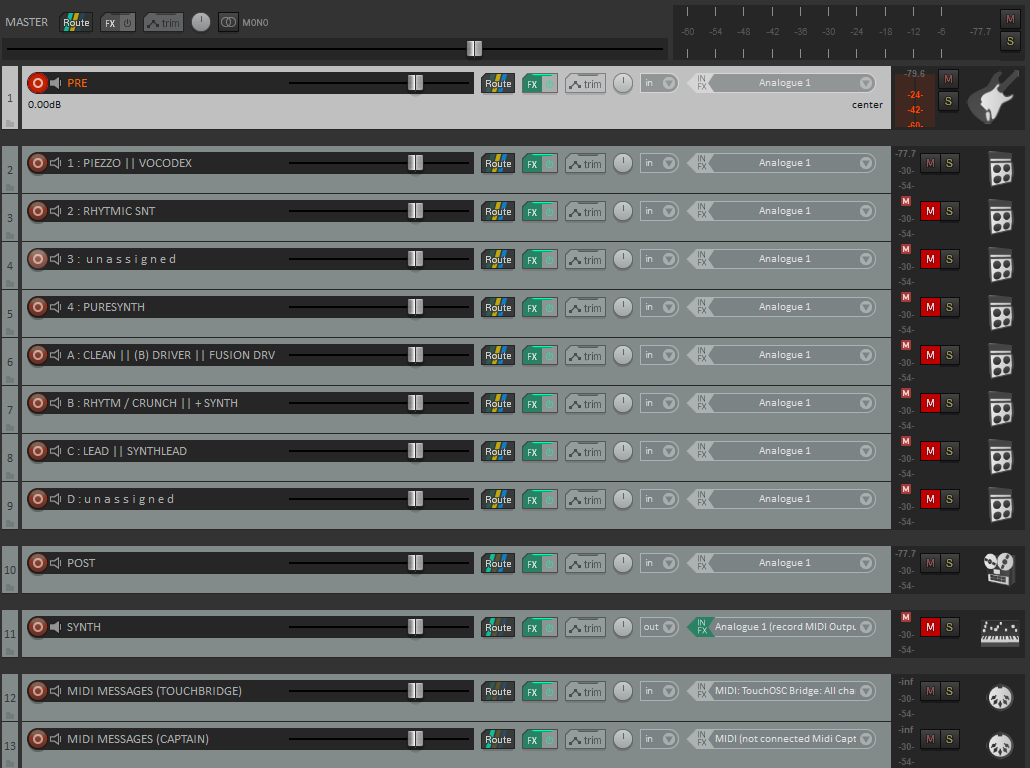 MASTER Route FX trim MONO
-60 -54 -48 -42 -36 -30 -24 -18 -12 -6 -77.7 M S
1 PRE Route FX trim in IN FX Analogue 1 -79.6 M S
0.00dB center -24- -42- -60-
2 1 : PIEZZO || VOCODEX Route FX trim in IN FX Analogue 1 -77.7 -30- -54- M S
3 2 : RHYTMIC SNT Route FX trim in IN FX Analogue 1 M -30- -54- M S
4 3 : u n a s s i g n e d Route FX trim in IN FX Analogue 1 M -30- -54- M S
5 4 : PURESYNTH Route FX trim in IN FX Analogue 1 M -30- -54- M S
6 A : CLEAN || (B) DRIVER || FUSION DRV Route FX trim in IN FX Analogue 1 M -30- -54- M S
7 B : RHYTM / CRUNCH || + SYNTH Route FX trim in IN FX Analogue 1 M -30- -54- M S
8 C : LEAD || SYNTHLEAD Route FX trim in IN FX Analogue 1 M -30- -54- M S
9 D : u n a s s i g n e d Route FX trim in IN FX Analogue 1 M -30- -54- M S
10 POST Route FX trim in IN FX Analogue 1 -77.7 -30- -54- M S
11 SYNTH Route FX trim out IN FX Analogue 1 (record MIDI Outpu M -30- -54- M S
12 MIDI MESSAGES (TOUCHBRIDGE) Route FX trim in IN FX MIDI: TouchOSC Bridge: All cha -inf -30- -54- M S
13 MIDI MESSAGES (CAPTAIN) Route FX trim in IN FX MIDI (not connected Midi Capt -inf -30- -54- M S